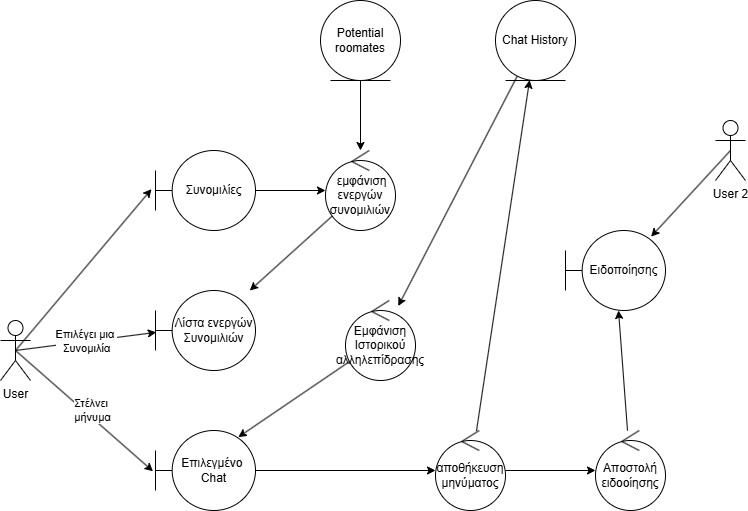 Potential
roomates
Chat History
Συνομιλίες
εμφάνιση
ενεργών
συνομιλιών
User 2
Ειδοποίησης
Επιλέγει μια
Συνομιλία
Λίστα ενεργών
Συνομιλιών
Εμφάνιση
Ιστορικού
αλληλεπίδρασης
User
Στέλνει
μήνυμα
Επιλεγμένο
Chat
αποθήκευση
μηνύματος
Αποστολή
ειδοοίησης